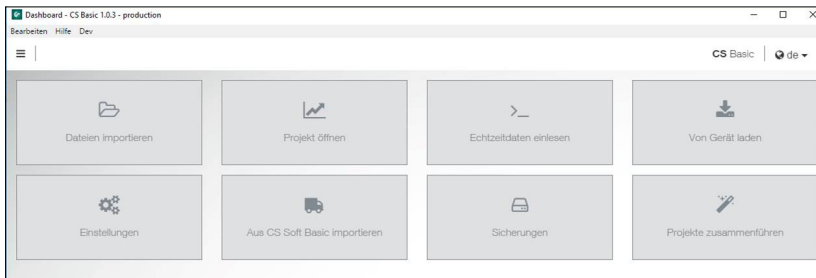 Dashboard - CS Basic 1.0.3 - production
Bearbeiten Hilfe Dev
CS Basic de
Dateien importieren Projekt öffnen Echtzeitdaten einlesen Von Gerät laden
Einstellungen Aus CS Soft Basic importieren Sicherungen Projekte zusammenführen